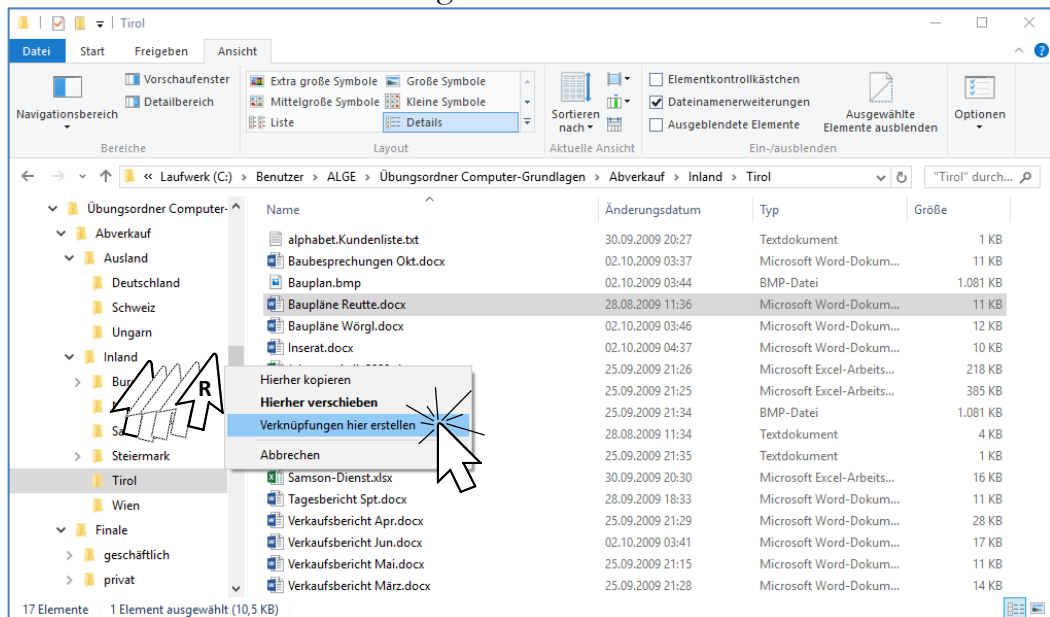 Tirol
Datei Start Freigeben Ansicht
Navigationsbereich
Vorschaufenster
Detailbereich
Bereiche
Extra große Symbole Große Symbole
Mittelgroße Symbole Kleine Symbole
Liste Details
Layout
Sortieren nach
Aktuelle Ansicht
Elementkontrollkästchen
Dateinamenerweiterungen
Ausgeblendete Elemente
Ausgewählte
Elemente ausblenden
Ein-/ausblenden
Optionen
« Laufwerk (C:) > Benutzer > ALGE > Übungsordner Computer-Grundlagen > Abverkauf > Inland > Tirol
"Tirol" durch...
Übungsordner Computer-
Abverkauf
Ausland
Deutschland
Schweiz
Ungarn
Inland
Steiermark
Tirol
Wien
Finale
geschäftlich
privat
Name Änderungsdatum Typ Größe
alphabet.Kundenliste.txt 30.09.2009 20:27 Textdokument 1 KB
Baubesprechungen Okt.docx 02.10.2009 03:37 Microsoft Word-Dokum... 11 KB
Bauplan.bmp 02.10.2009 03:44 BMP-Datei 1.081 KB
Baupläne Reutte.docx 28.08.2009 11:36 Microsoft Word-Dokum... 11 KB
Baupläne Wörgl.docx 02.10.2009 03:46 Microsoft Word-Dokum... 12 KB
Inserat.docx 02.10.2009 04:37 Microsoft Word-Dokum... 10 KB
25.09.2009 21:26 Microsoft Excel-Arbeits... 218 KB
25.09.2009 21:25 Microsoft Excel-Arbeits... 385 KB
25.09.2009 21:34 BMP-Datei 1.081 KB
28.08.2009 11:34 Textdokument 4 KB
25.09.2009 21:35 Textdokument 1 KB
Samson-Dienst.xlsx 30.09.2009 20:30 Microsoft Excel-Arbeits... 16 KB
Tagesbericht Spt.docx 28.09.2009 18:33 Microsoft Word-Dokum... 11 KB
Verkaufsbericht Apr.docx 25.09.2009 21:29 Microsoft Word-Dokum... 28 KB
Verkaufsbericht Jun.docx 02.10.2009 03:41 Microsoft Word-Dokum... 17 KB
Verkaufsbericht Mai.docx 25.09.2009 21:15 Microsoft Word-Dokum... 11 KB
Verkaufsbericht März.docx 25.09.2009 21:28 Microsoft Word-Dokum... 14 KB
R
Hierher kopieren
Hierher verschieben
Verknüpfungen hier erstellen
Abbrechen
17 Elemente 1 Element ausgewählt (10,5 KB)